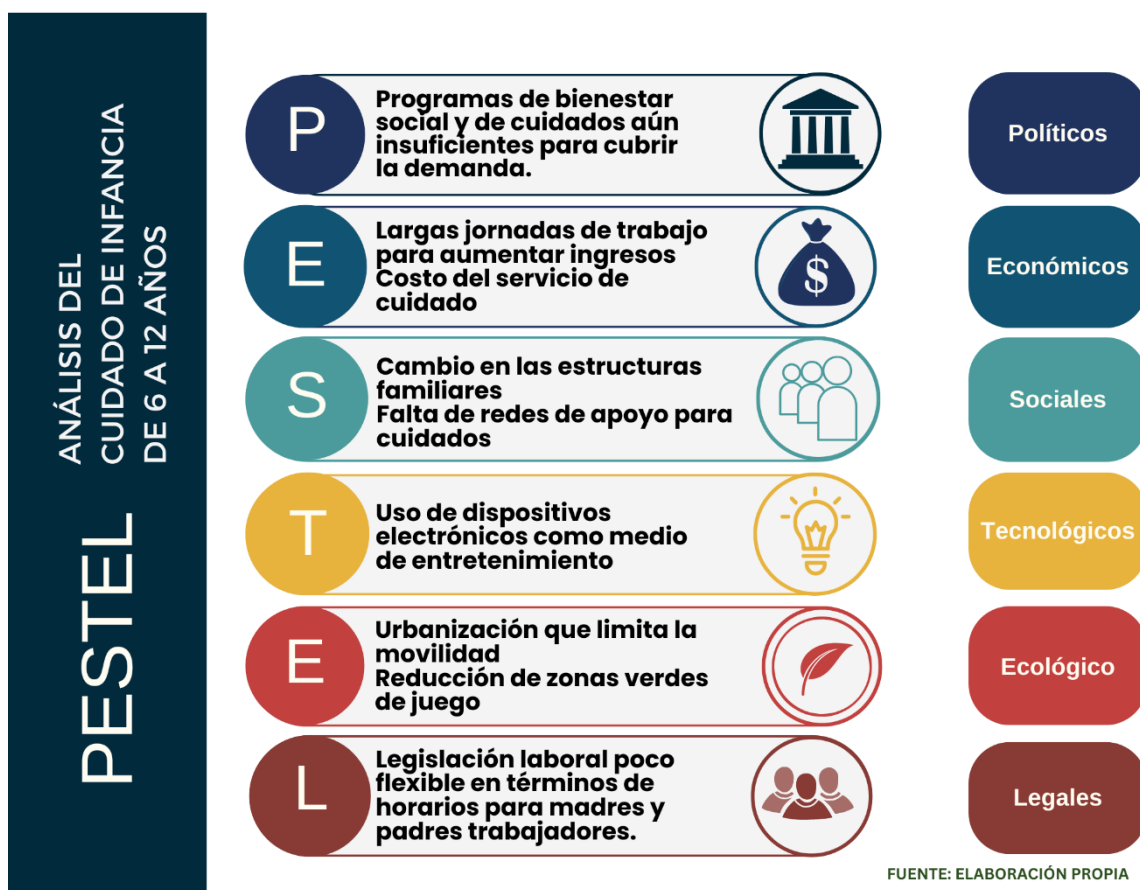 ANÁLISIS DEL
CUIDADO DE INFANCIA
DE 6 A 12 AÑOS
PESTEL
P
Programas de bienestar
social y de cuidados aún
insuficientes para cubrir
la demanda.
Políticos
E
Largas jornadas de trabajo
para aumentar ingresos
Costo del servicio de
cuidado
$
Económicos
S
Cambio en las estructuras
familiares
Falta de redes de apoyo para
cuidados
Sociales
T
Uso de dispositivos
electrónicos como medio
de entretenimiento
Tecnológicos
E
Urbanización que limita la
movilidad
Reducción de zonas verdes
de juego
Ecológico
L
Legislación laboral poco
flexible en términos de
horarios para madres y
padres trabajadores.
Legales
FUENTE: ELABORACIÓN PROPIA